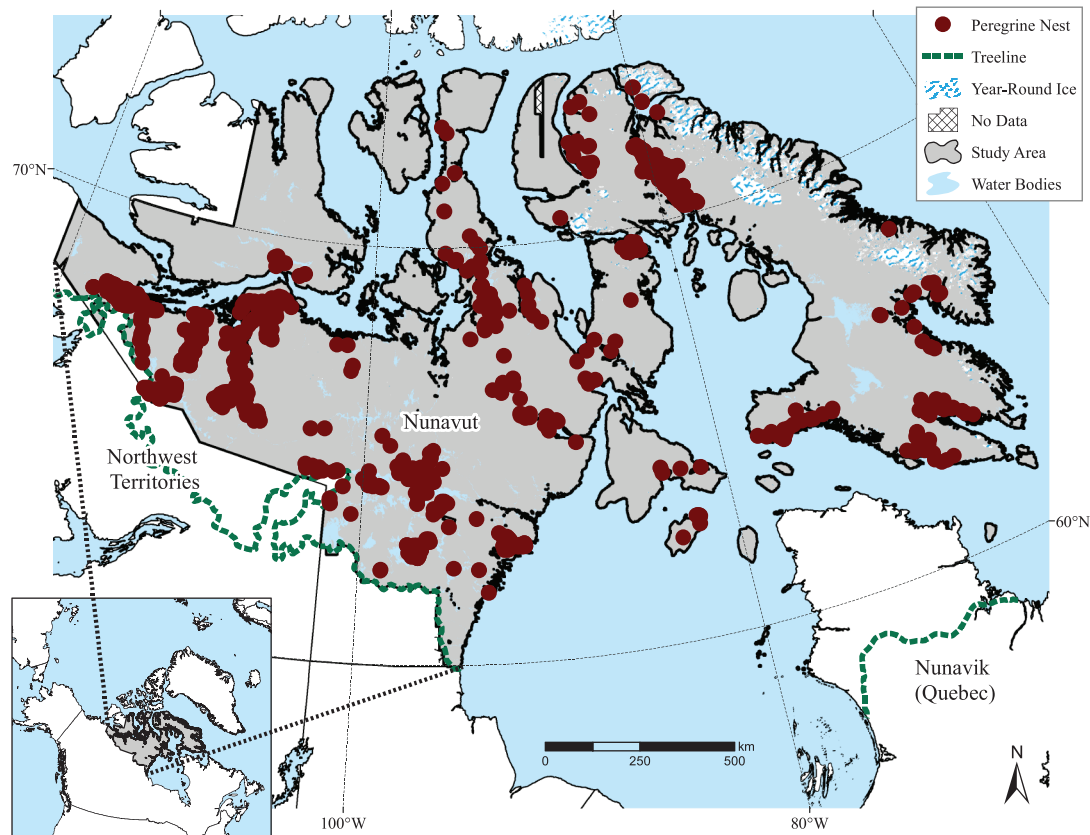 Peregrine Nest
Treeline
Year-Round Ice
No Data
Study Area
Water Bodies
70°N
Nunavut
Northwest
Territories
60°N
Nunavik
(Quebec)
km
0
250
500
N
100°W
80°W